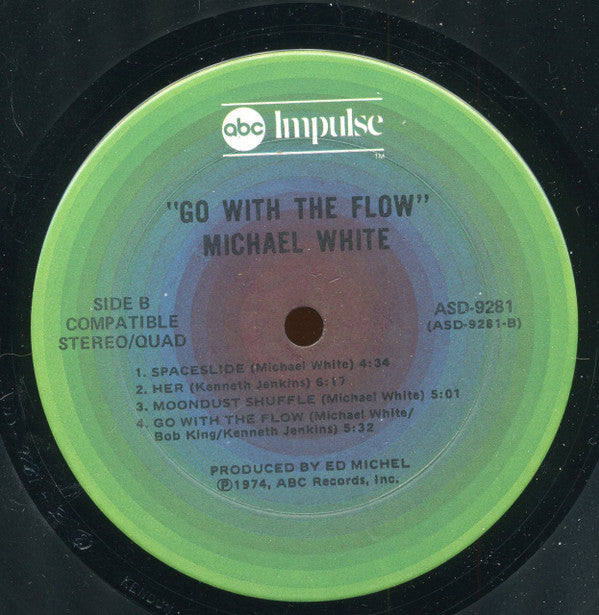 abc Impulse
TM
"GO WITH THE FLOW"
MICHAEL WHITE
SIDE B
COMPATIBLE
STEREO/QUAD
ASD-9281
(ASD-9281-B)
1. SPACESLIDE (Michael White) 4:34
2. HER (Kenneth Jenkins) 6:17
3. MOONDUST SHUFFLE (Michael White) 5:01
4. GO WITH THE FLOW (Michael White/
Bob King/Kenneth Jenkins) 5:32
PRODUCED BY ED MICHEL
℗1974, ABC Records, Inc.